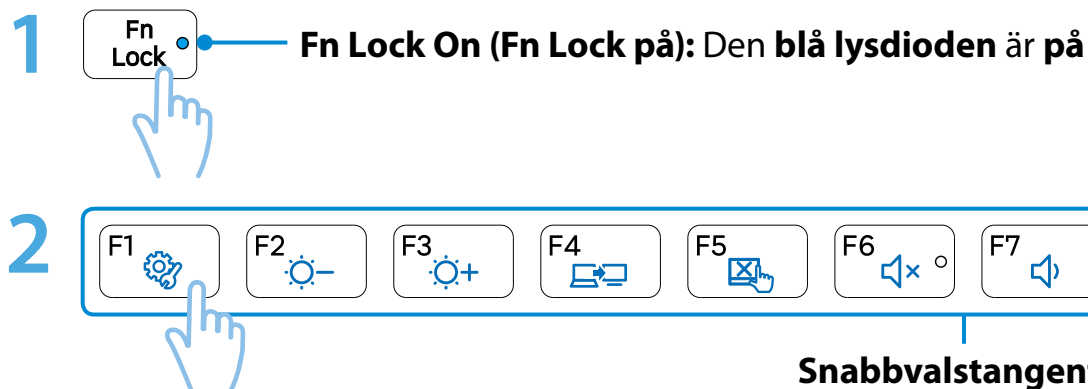 1
Fn
Lock
Fn Lock On (Fn Lock på): Den blå lysdioden är på
2
F1 F2 F3 F4 F5 F6 F7